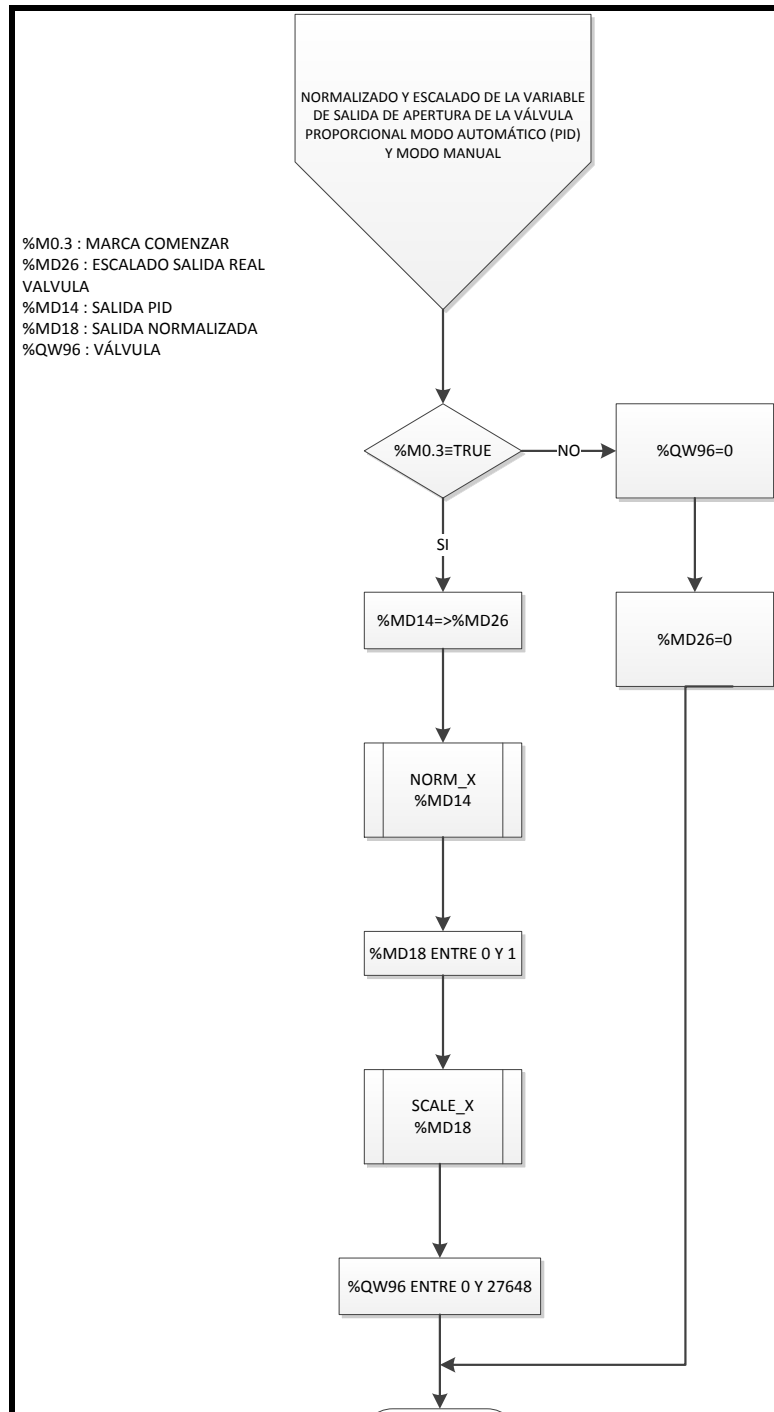 NORMALIZADO Y ESCALADO DE LA VARIABLE
DE SALIDA DE APERTURA DE LA VÁLVULA
PROPORCIONAL MODO AUTOMÁTICO (PID)
Y MODO MANUAL
%M0.3 : MARCA COMENZAR
%MD26 : ESCALADO SALIDA REAL
VALVULA
%MD14 : SALIDA PID
%MD18 : SALIDA NORMALIZADA
%QW96 : VÁLVULA
%M0.3≡TRUE
NO
%QW96=0
SI
%MD14=>%MD26
%MD26=0
NORM_X
%MD14
%MD18 ENTRE 0 Y 1
SCALE_X
%MD18
%QW96 ENTRE 0 Y 27648